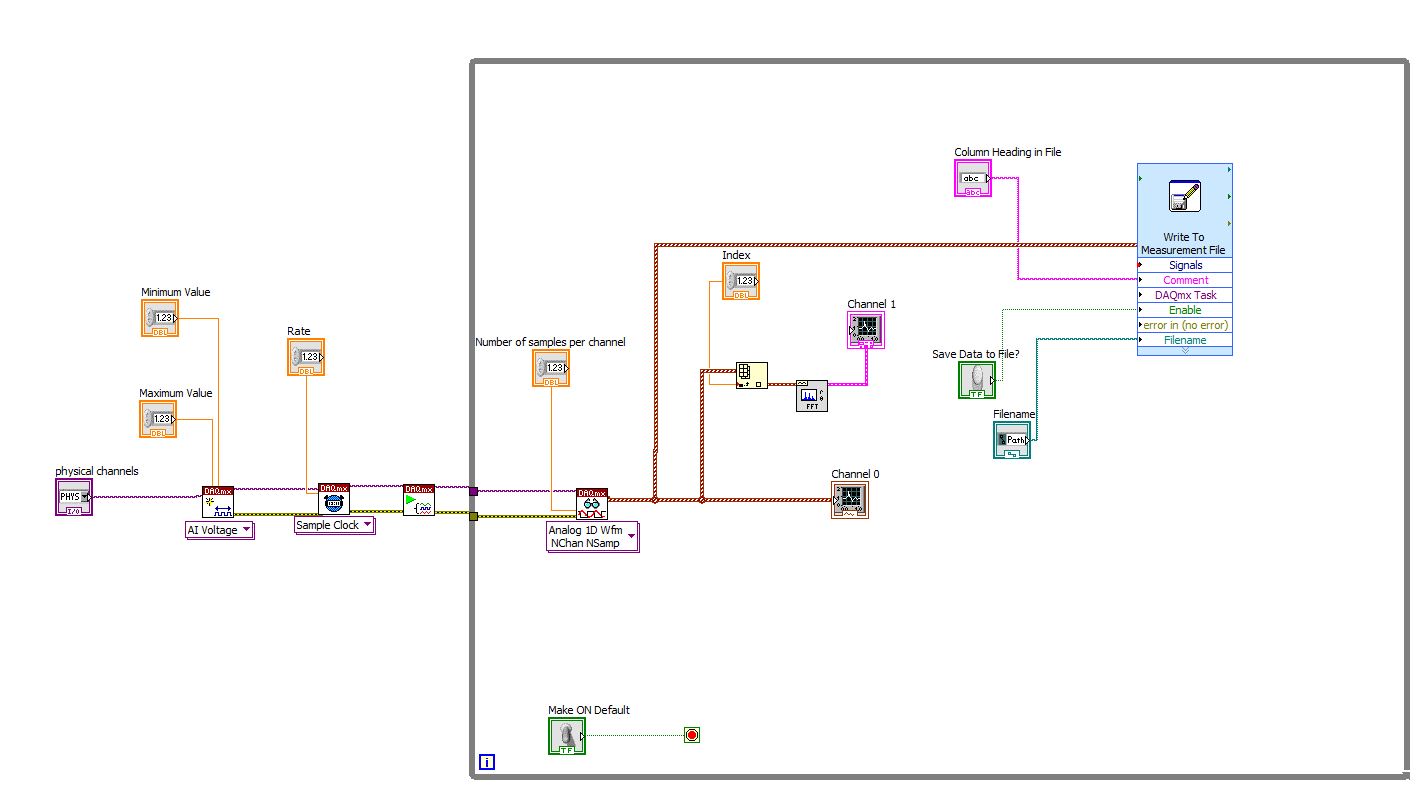 Column Heading in File
abc
abc
Write To
Measurement File
Signals
Comment
DAQmx Task
Enable
error in (no error)
Filename
Index
1.23
DBL
Minimum Value
1.23
DBL
Channel 1
Rate
1.23
DBL
Number of samples per channel
1.23
DBL
Save Data to File?
TF
FFT
Maximum Value
1.23
DBL
Filename
Path
physical channels
PHYS
I/O
Channel 0
DAQmx
DAQmx
DAQmx
DAQmx
AI Voltage
Sample Clock
Analog 1D Wfm
NChan NSamp
Make ON Default
TF
i